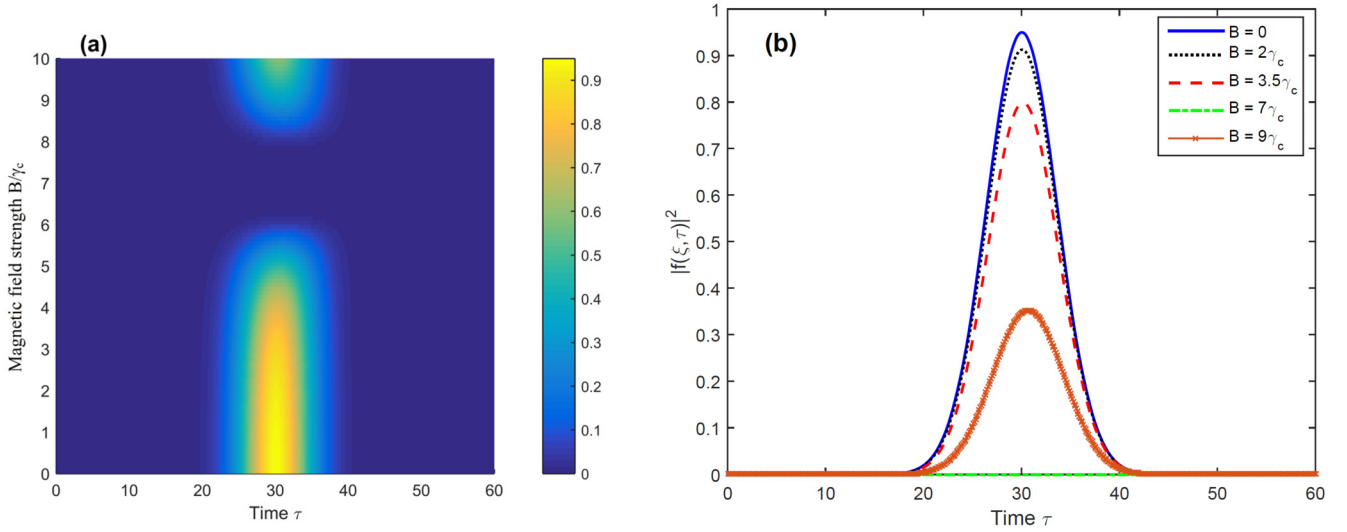 (a)
Magnetic field strength B/γc
10
9
8
7
6
5
4
3
2
1
0
0 10 20 30 40 50 60
Time τ
0.9
0.8
0.7
0.6
0.5
0.4
0.3
0.2
0.1
0
(b)
|f(ξ,τ)|²
1
0.9
0.8
0.7
0.6
0.5
0.4
0.3
0.2
0.1
0
0 10 20 30 40 50 60
Time τ
B = 0
B = 2γc
B = 3.5γc
B = 7γc
B = 9γc